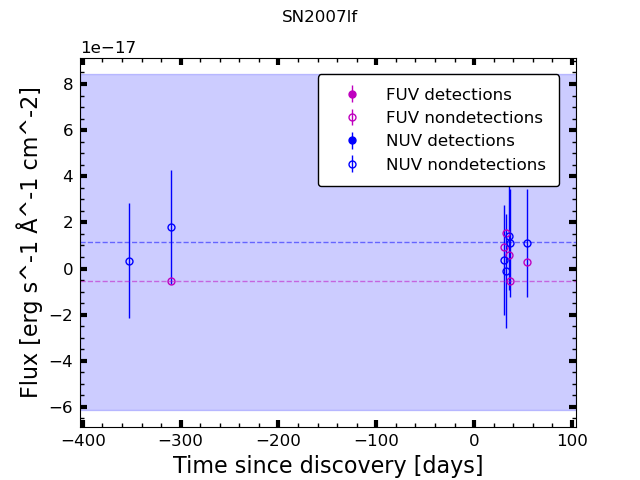 SN2007lf
1e−17
Flux [erg s^-1 Å^-1 cm^-2]
8
6
4
2
0
−2
−4
−6
FUV detections
FUV nondetections
NUV detections
NUV nondetections
−400 −300 −200 −100 0 100
Time since discovery [days]